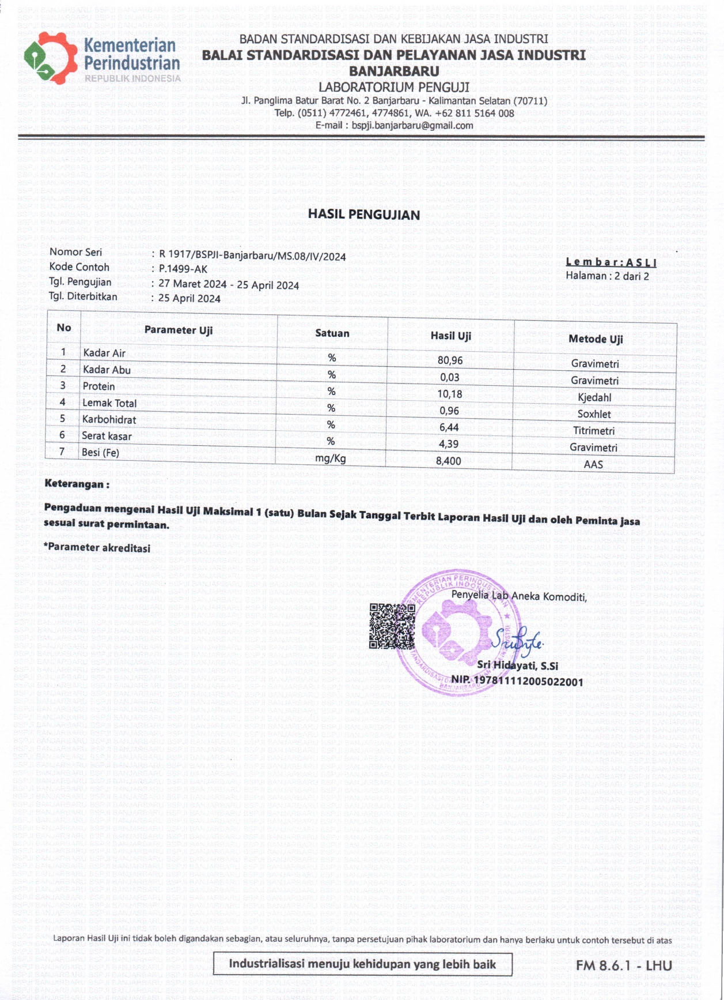 Kementerian
Perindustrian
REPUBLIK INDONESIA
BADAN STANDARDISASI DAN KEBIJAKAN JASA INDUSTRI
BALAI STANDARDISASI DAN PELAYANAN JASA INDUSTRI
BANJARBARU
LABORATORIUM PENGUJI
Jl. Panglima Batur Barat No. 2 Banjarbaru - Kalimantan Selatan (70711)
Telp. (0511) 4772461, 4774861, WA. +62 811 5164 008
E-mail : bspji.banjarbaru@gmail.com
HASIL PENGUJIAN
Nomor Seri : R 1917/BSPJI-Banjarbaru/MS.08/IV/2024
Kode Contoh : P.1499-AK
Tgl. Pengujian : 27 Maret 2024 - 25 April 2024
Tgl. Diterbitkan : 25 April 2024
Lembar:ASLI
Halaman : 2 dari 2
No Parameter Uji Satuan Hasil Uji Metode Uji
1 Kadar Air % 80,96 Gravimetri
2 Kadar Abu % 0,03 Gravimetri
3 Protein % 10,18 Kjedahl
4 Lemak Total % 0,96 Soxhlet
5 Karbohidrat % 6,44 Titrimetri
6 Serat kasar % 4,39 Gravimetri
7 Besi (Fe) mg/Kg 8,400 AAS
Keterangan :
Pengaduan mengenai Hasil Uji Maksimal 1 (satu) Bulan Sejak Tanggal Terbit Laporan Hasil Uji dan oleh Peminta jasa
sesuai surat permintaan.
*Parameter akreditasi
Penyelia Lab Aneka Komoditi,
Sri Hidayati, S.Si
NIP. 197811112005022001
Laporan Hasil Uji ini tidak boleh digandakan sebagian, atau seluruhnya, tanpa persetujuan pihak laboratorium dan hanya berlaku untuk contoh tersebut di atas
Industrialisasi menuju kehidupan yang lebih baik
FM 8.6.1 - LHU